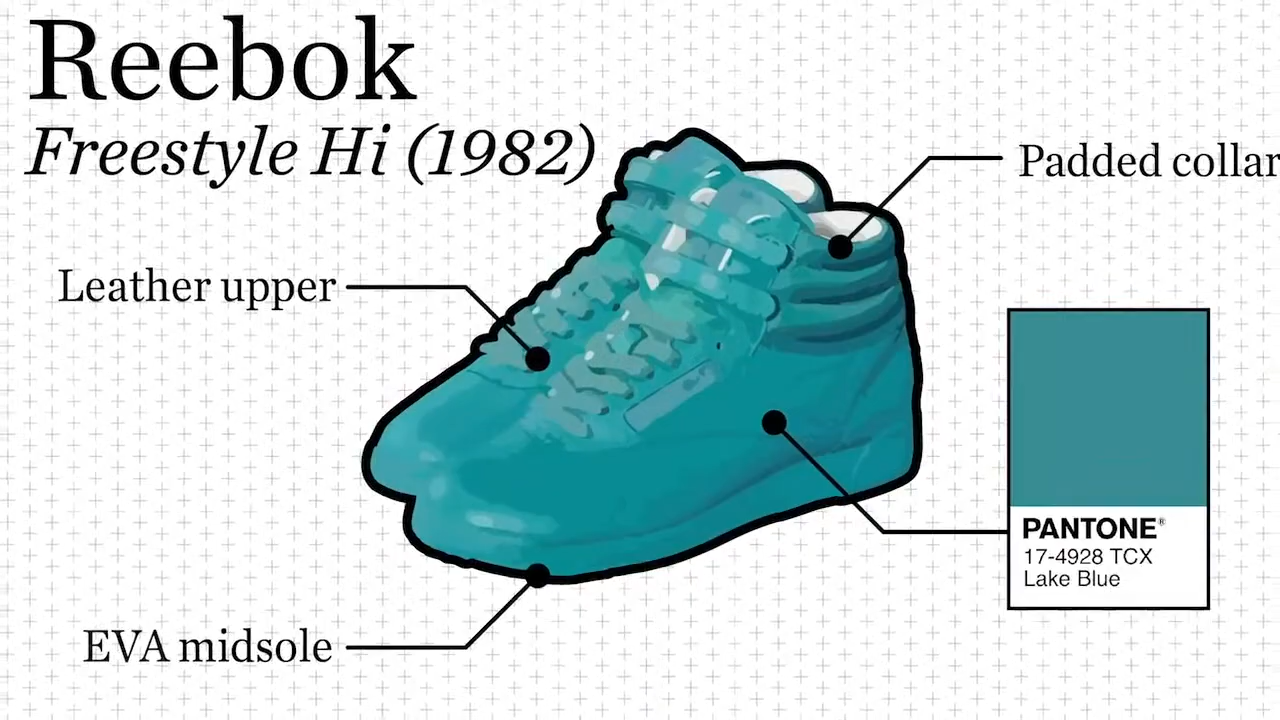 Reebok
Freestyle Hi (1982)
Padded collar
Leather upper
PANTONE®
17-4928 TCX
Lake Blue
EVA midsole